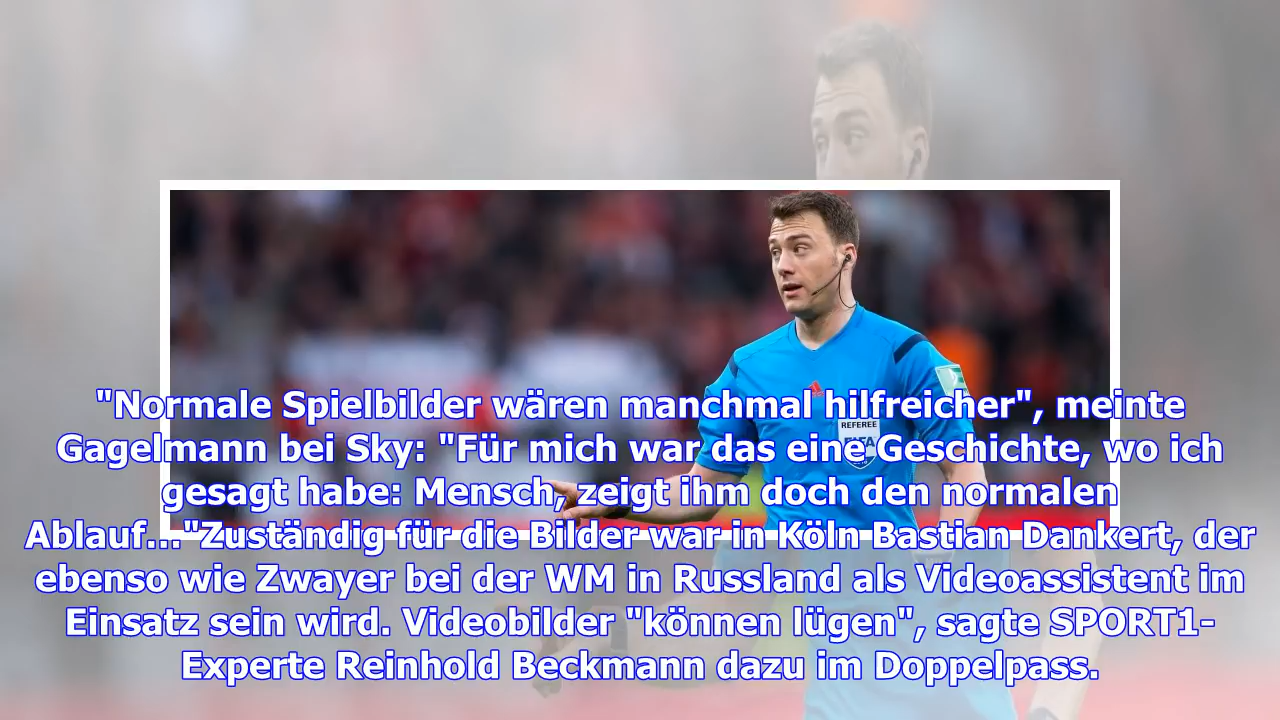 REFEREE
FIFA
"Normale Spielbilder wären manchmal hilfreicher", meinte
Gagelmann bei Sky: "Für mich war das eine Geschichte, wo ich
gesagt habe: Mensch, zeigt ihm doch den normalen
Ablauf..."Zuständig für die Bilder war in Köln Bastian Dankert, der
ebenso wie Zwayer bei der WM in Russland als Videoassistent im
Einsatz sein wird. Videobilder "können lügen", sagte SPORT1-
Experte Reinhold Beckmann dazu im Doppelpass.